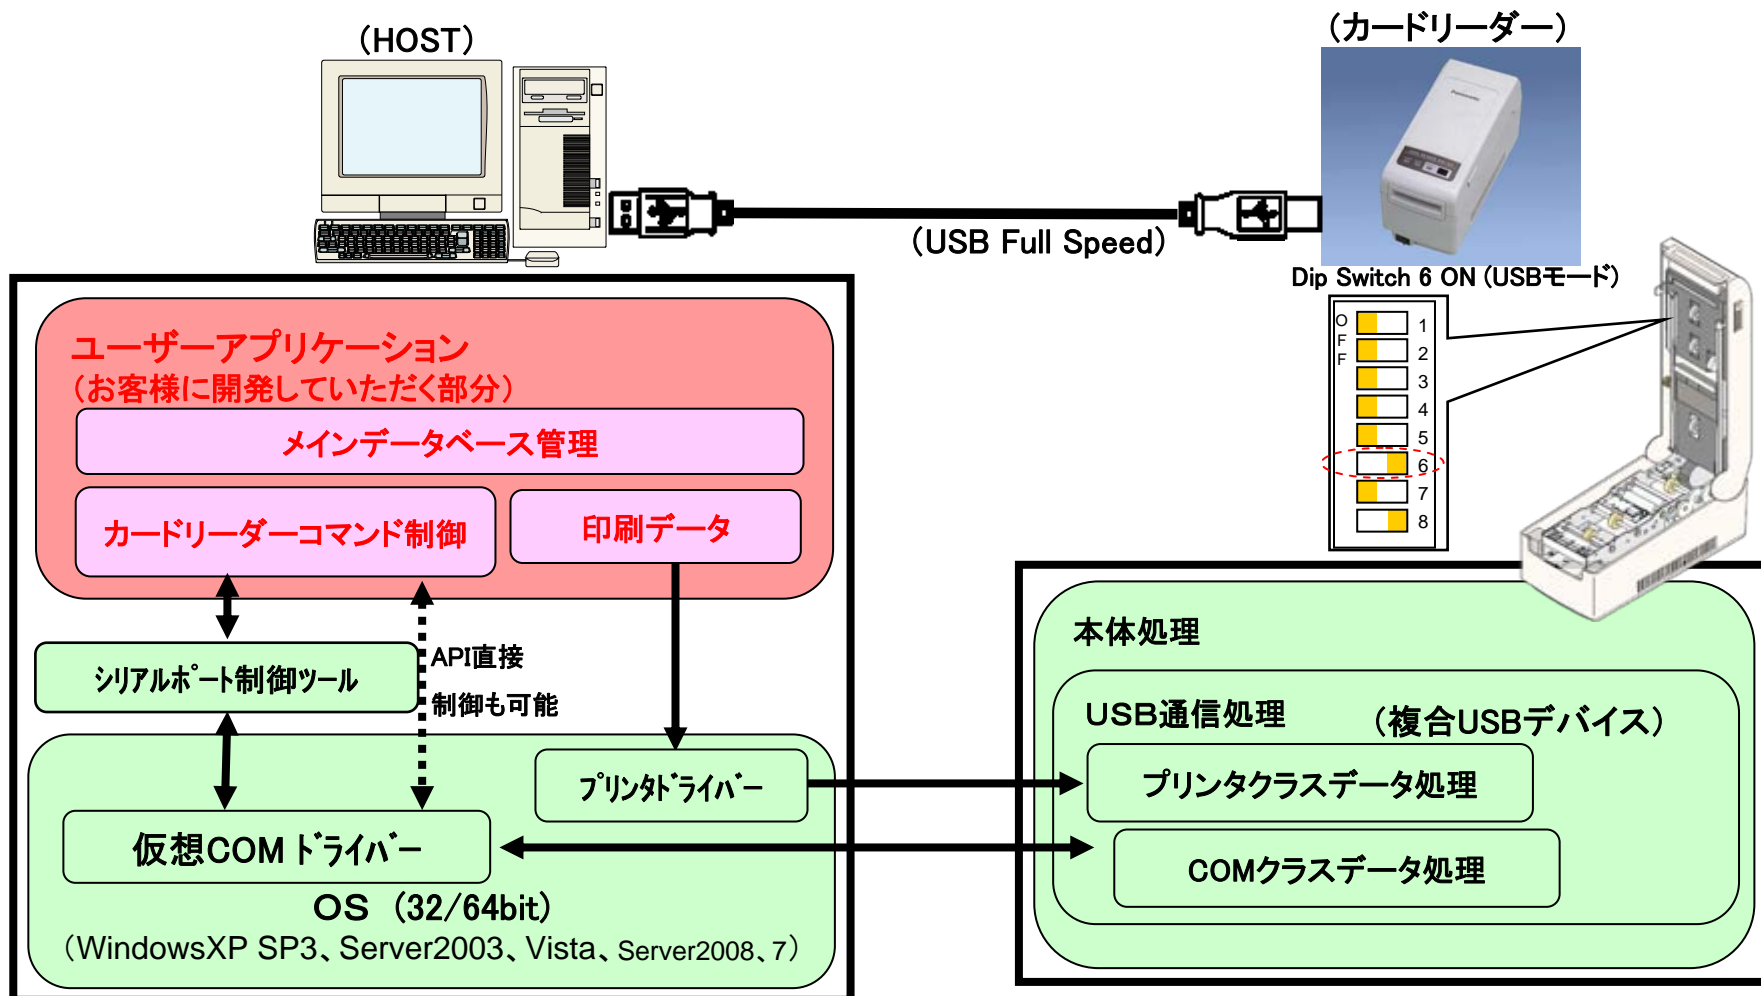 （HOST）
（カードリーダー）
Panasonic
（USB Full Speed）
Dip Switch 6 ON (USBモード)
OFF
1
2
3
4
5
6
7
8
ユーザーアプリケーション
（お客様に開発していただく部分）
メインデータベース管理
カードリーダーコマンド制御
印刷データ
シリアルポート制御ツール
API直接
制御も可能
プリンタドライバー
仮想COMドライバー
OS (32/64bit)
（WindowsXP SP3、Server2003、Vista、Server2008、7）
本体処理
USB通信処理
（複合USBデバイス）
プリンタクラスデータ処理
COMクラスデータ処理